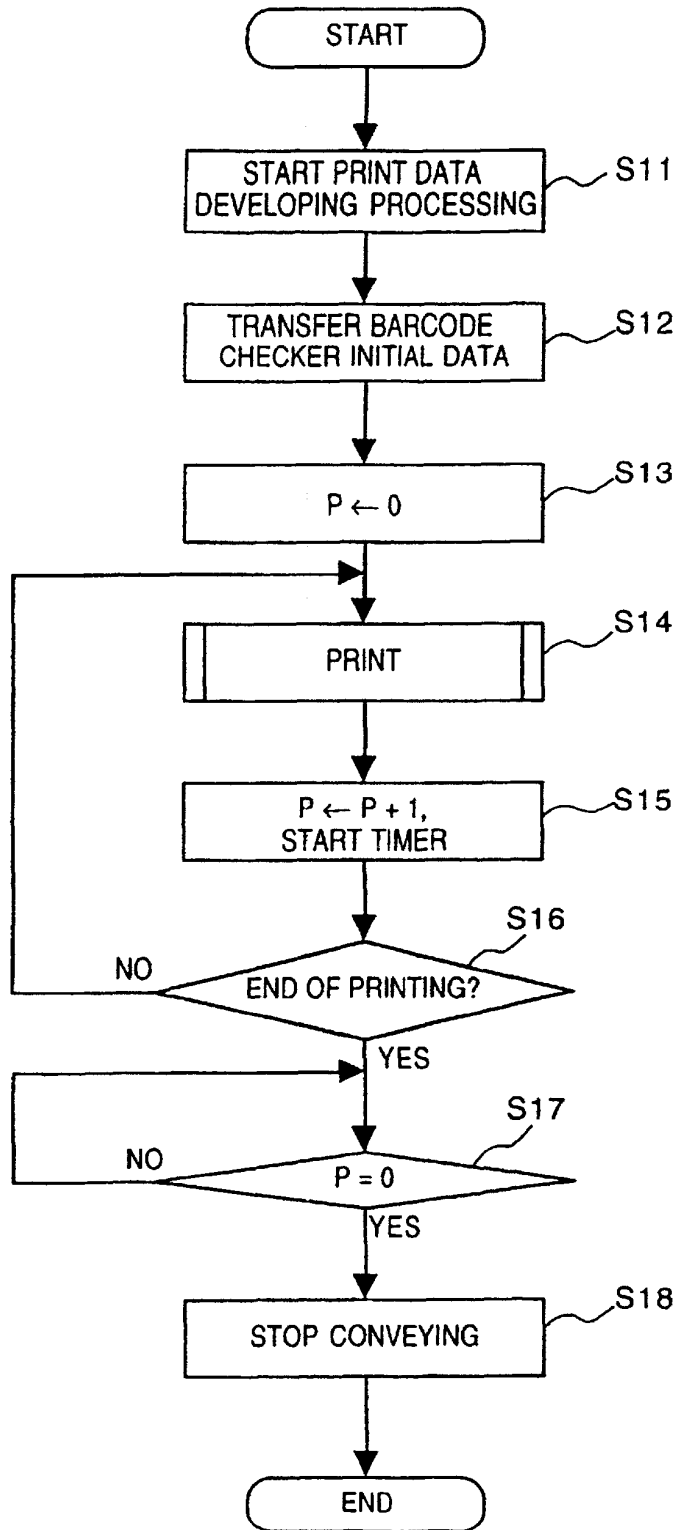 START
START PRINT DATA
DEVELOPING PROCESSING
S11
TRANSFER BARCODE
CHECKER INITIAL DATA
S12
P ← 0
S13
PRINT
S14
P ← P + 1,
START TIMER
S15
END OF PRINTING?
S16
NO
YES
P = 0
S17
NO
YES
STOP CONVEYING
S18
END